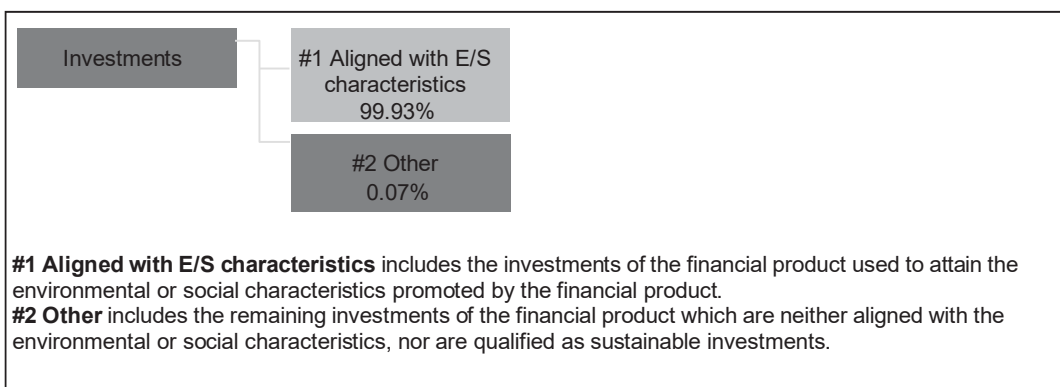 Investments
#1 Aligned with E/S
characteristics
99.93%
#2 Other
0.07%
#1 Aligned with E/S characteristics includes the investments of the financial product used to attain the
environmental or social characteristics promoted by the financial product.
#2 Other includes the remaining investments of the financial product which are neither aligned with the
environmental or social characteristics, nor are qualified as sustainable investments.